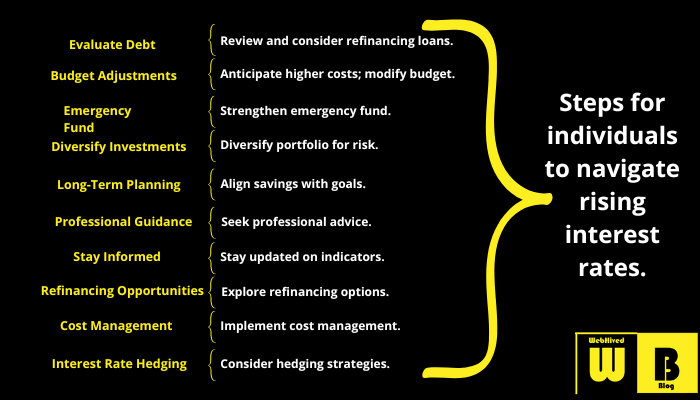 Evaluate Debt
Review and consider refinancing loans.
Budget Adjustments
Anticipate higher costs; modify budget.
Emergency
Fund
Strengthen emergency fund.
Diversify Investments
Diversify portfolio for risk.
Long-Term Planning
Align savings with goals.
Professional Guidance
Seek professional advice.
Stay Informed
Stay updated on indicators.
Refinancing Opportunities
Explore refinancing options.
Cost Management
Implement cost management.
Interest Rate Hedging
Consider hedging strategies.
Steps for
individuals
to navigate
rising
interest
rates.
WebHived
W
B
Blog